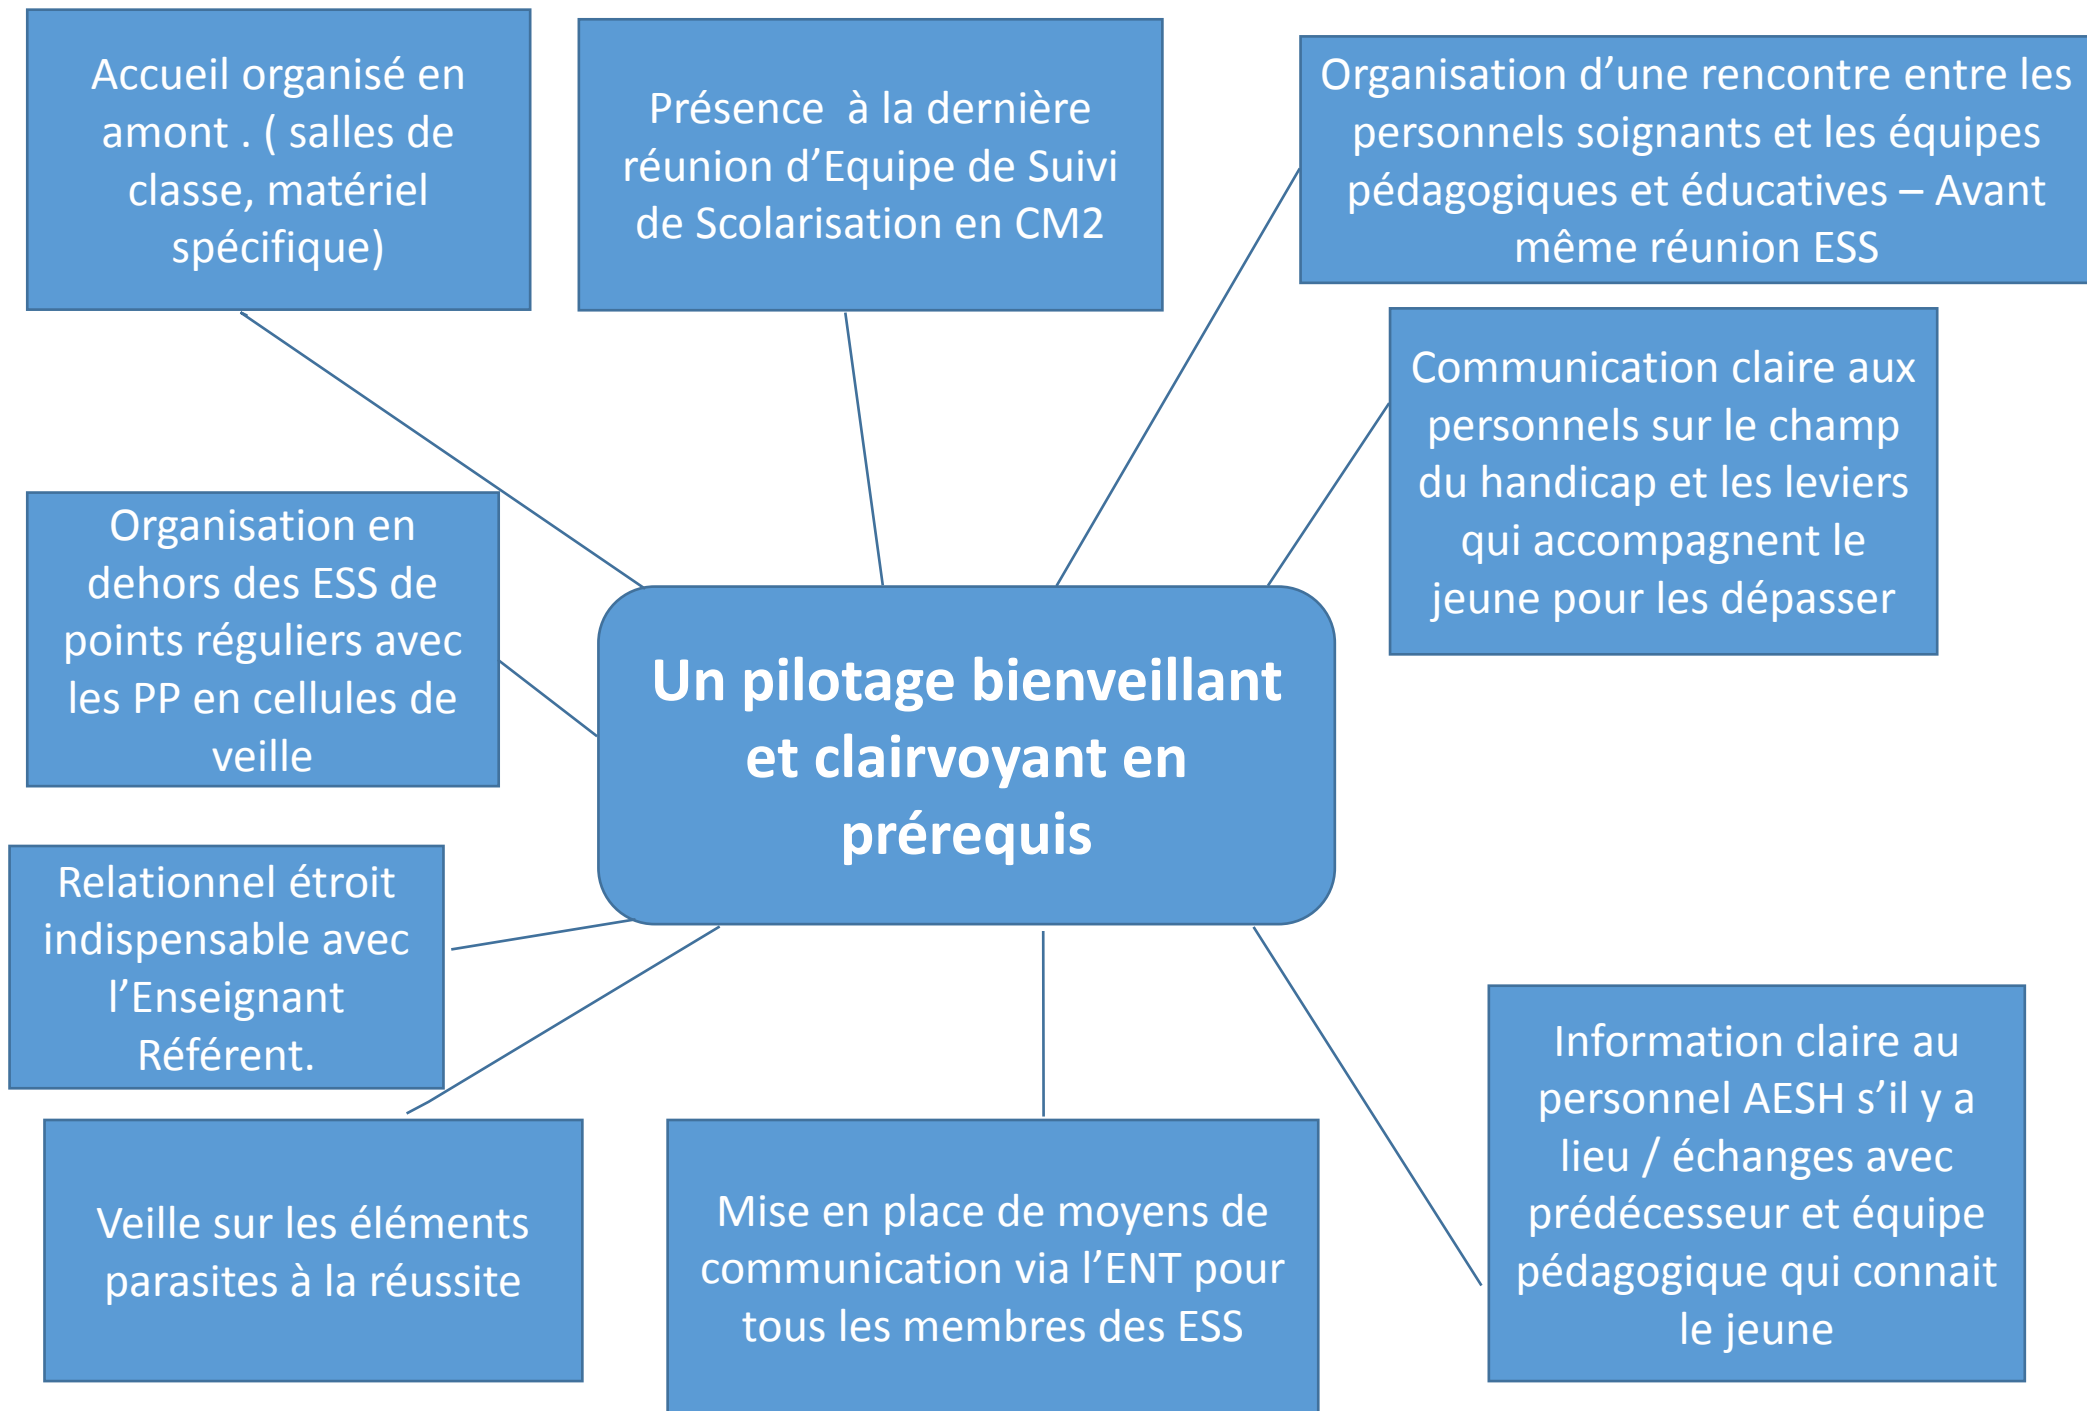 Accueil organisé en
amont . ( salles de
classe, matériel
spécifique)
Présence  à la dernière
réunion d’Equipe de Suivi
de Scolarisation en CM2
Organisation d’une rencontre entre les
personnels soignants et les équipes
pédagogiques et éducatives – Avant
même réunion ESS
Communication claire aux
personnels sur le champ
du handicap et les leviers
qui accompagnent le
jeune pour les dépasser
Organisation en
dehors des ESS de
points réguliers avec
les PP en cellules de
veille
Un pilotage bienveillant
et clairvoyant en
prérequis
Relationnel étroit
indispensable avec
l’Enseignant
Référent.
Veille sur les éléments
parasites à la réussite
Mise en place de moyens de
communication via l’ENT pour
tous les membres des ESS
Information claire au
personnel AESH s’il y a
lieu / échanges avec
prédécesseur et équipe
pédagogique qui connait
le jeune